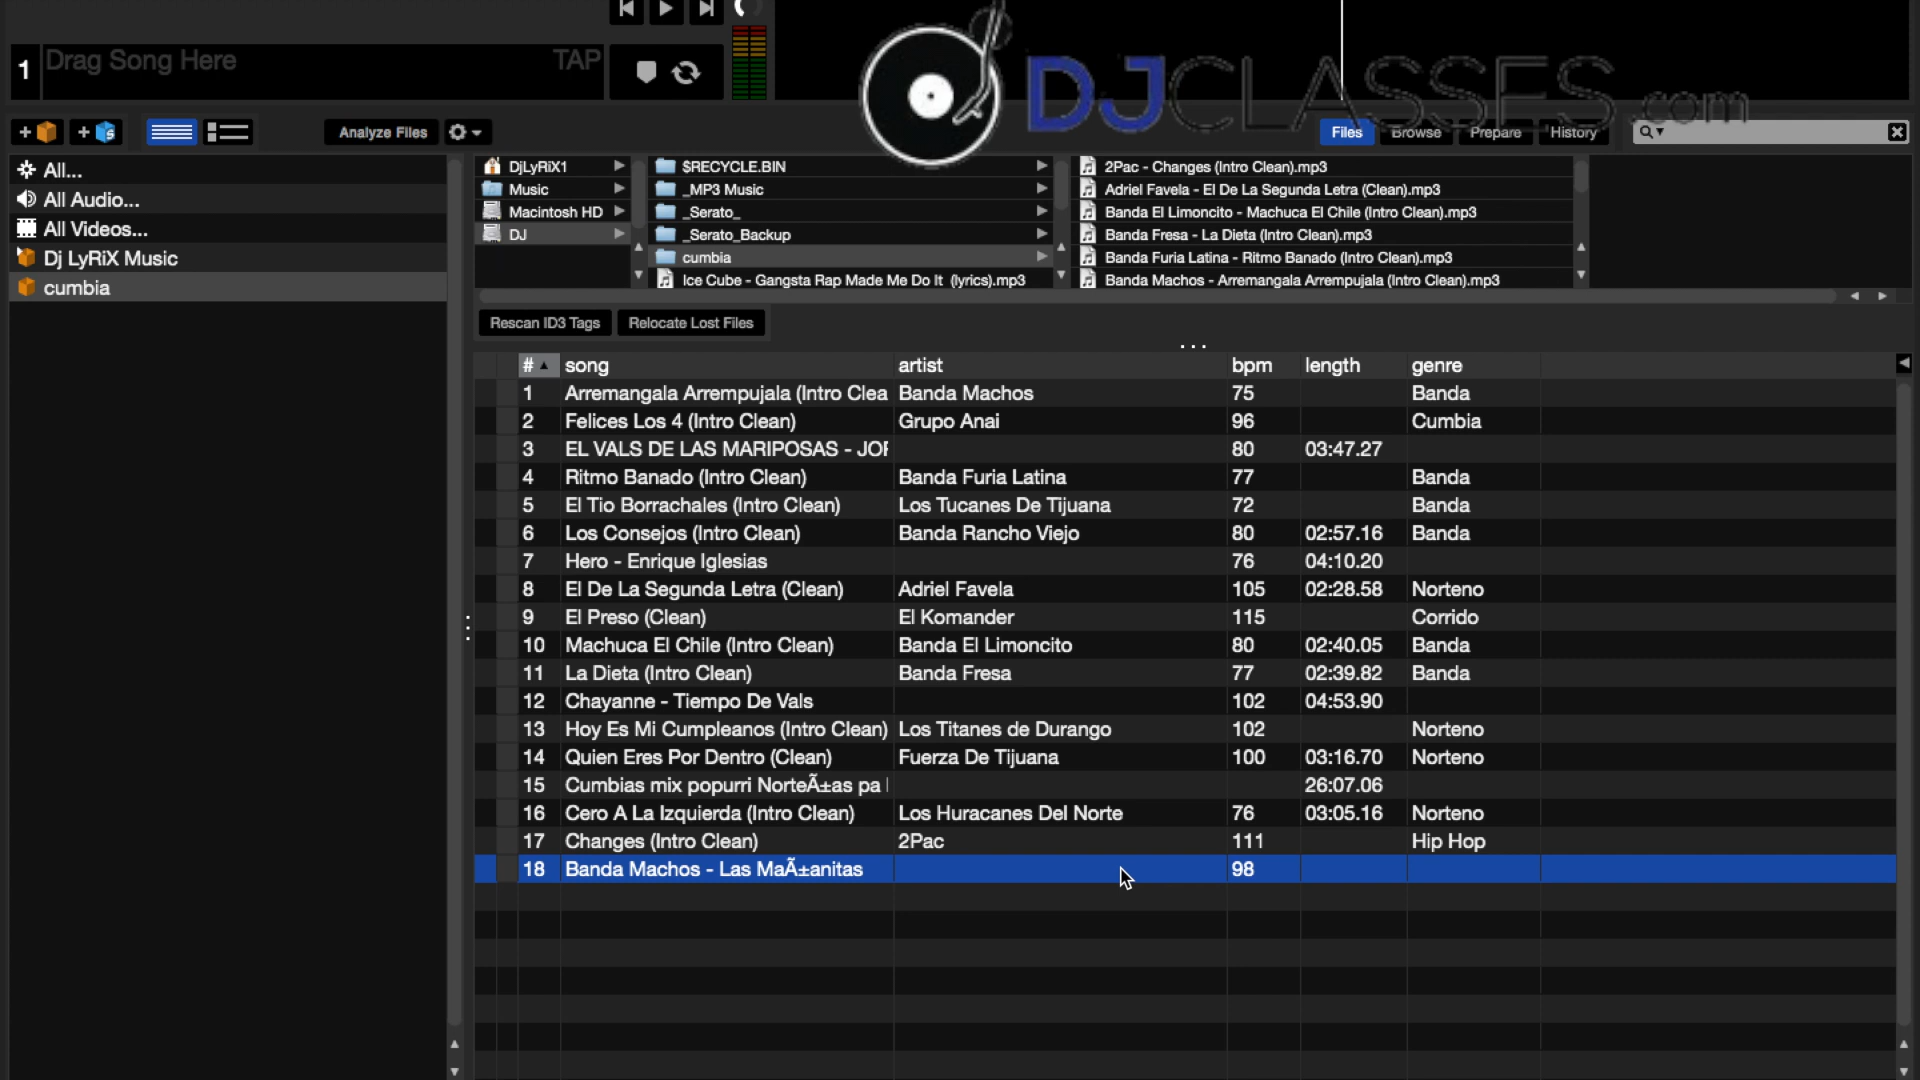 1 Drag Song Here TAP
DJCLASSES.com
+ + Analyze Files Files Browse Prepare History
All...
All Audio...
All Videos...
Dj LyRiX Music
cumbia
DjLyRiX1
Music
Macintosh HD
DJ
$RECYCLE.BIN
_MP3 Music
_Serato_
_Serato_Backup
cumbia
Ice Cube - Gangsta Rap Made Me Do It (lyrics).mp3
2Pac - Changes (Intro Clean).mp3
Adriel Favela - El De La Segunda Letra (Clean).mp3
Banda El Limoncito - Machuca El Chile (Intro Clean).mp3
Banda Fresa - La Dieta (Intro Clean).mp3
Banda Furia Latina - Ritmo Banado (Intro Clean).mp3
Banda Machos - Arremangala Arrempujala (Intro Clean).mp3
Rescan ID3 Tags Relocate Lost Files
# song artist bpm length genre
1 Arremangala Arrempujala (Intro Clea Banda Machos 75 Banda
2 Felices Los 4 (Intro Clean) Grupo Anai 96 Cumbia
3 EL VALS DE LAS MARIPOSAS - JOR 80 03:47.27
4 Ritmo Banado (Intro Clean) Banda Furia Latina 77 Banda
5 El Tio Borrachales (Intro Clean) Los Tucanes De Tijuana 72 Banda
6 Los Consejos (Intro Clean) Banda Rancho Viejo 80 02:57.16 Banda
7 Hero - Enrique Iglesias 76 04:10.20
8 El De La Segunda Letra (Clean) Adriel Favela 105 02:28.58 Norteno
9 El Preso (Clean) El Komander 115 Corrido
10 Machuca El Chile (Intro Clean) Banda El Limoncito 80 02:40.05 Banda
11 La Dieta (Intro Clean) Banda Fresa 77 02:39.82 Banda
12 Chayanne - Tiempo De Vals 102 04:53.90
13 Hoy Es Mi Cumpleanos (Intro Clean) Los Titanes de Durango 102 Norteno
14 Quien Eres Por Dentro (Clean) Fuerza De Tijuana 100 03:16.70 Norteno
15 Cumbias mix popurri NorteÃ±as pa 26:07.06
16 Cero A La Izquierda (Intro Clean) Los Huracanes Del Norte 76 03:05.16 Norteno
17 Changes (Intro Clean) 2Pac 111 Hip Hop
18 Banda Machos - Las MaÃ±anitas 98